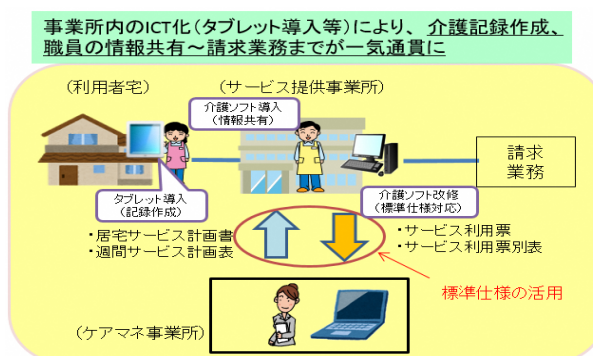 事業所内のICT化（タブレット導入等）により、 介護記録作成、
職員の情報共有～請求業務までが一気通貫に
（利用者宅）
（サービス提供事業所）
介護ソフト導入
（情報共有）
請求
業務
タブレット導入
（記録作成）
介護ソフト改修
（標準仕様対応）
・居宅サービス計画書
・週間サービス計画表
・サービス利用票
・サービス利用票別表
標準仕様の活用
（ケアマネ事業所）